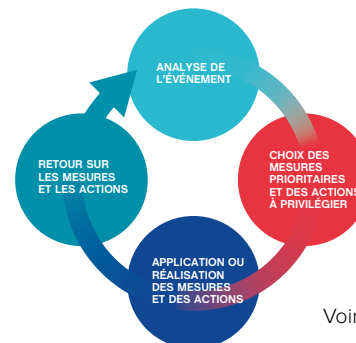 ANALYSE DE
L'ÉVÉNEMENT
CHOIX DES
MESURES
PRIORITAIRES
ET DES ACTIONS
À PRIVILÉGIER
APPLICATION OU
RÉALISATION
DES MESURES
ET DES ACTIONS
RETOUR SUR
LES MESURES
ET LES ACTIONS
Voir